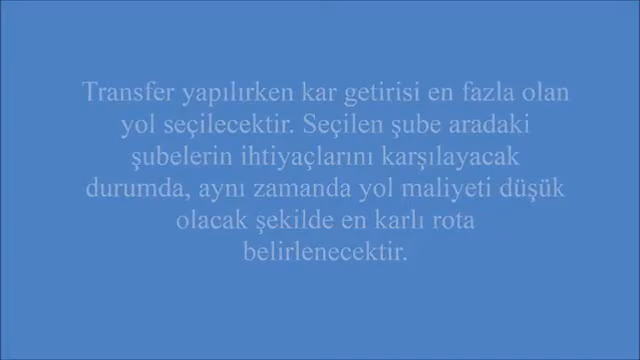 Transfer yapılırken kar getirisi en fazla olan
yol seçilecektir. Seçilen şube aradaki
şubelerin ihtiyaçlarını karşılayacak
durumda, aynı zamanda yol maliyeti düşük
olacak şekilde en karlı rota
belirlenecektir.